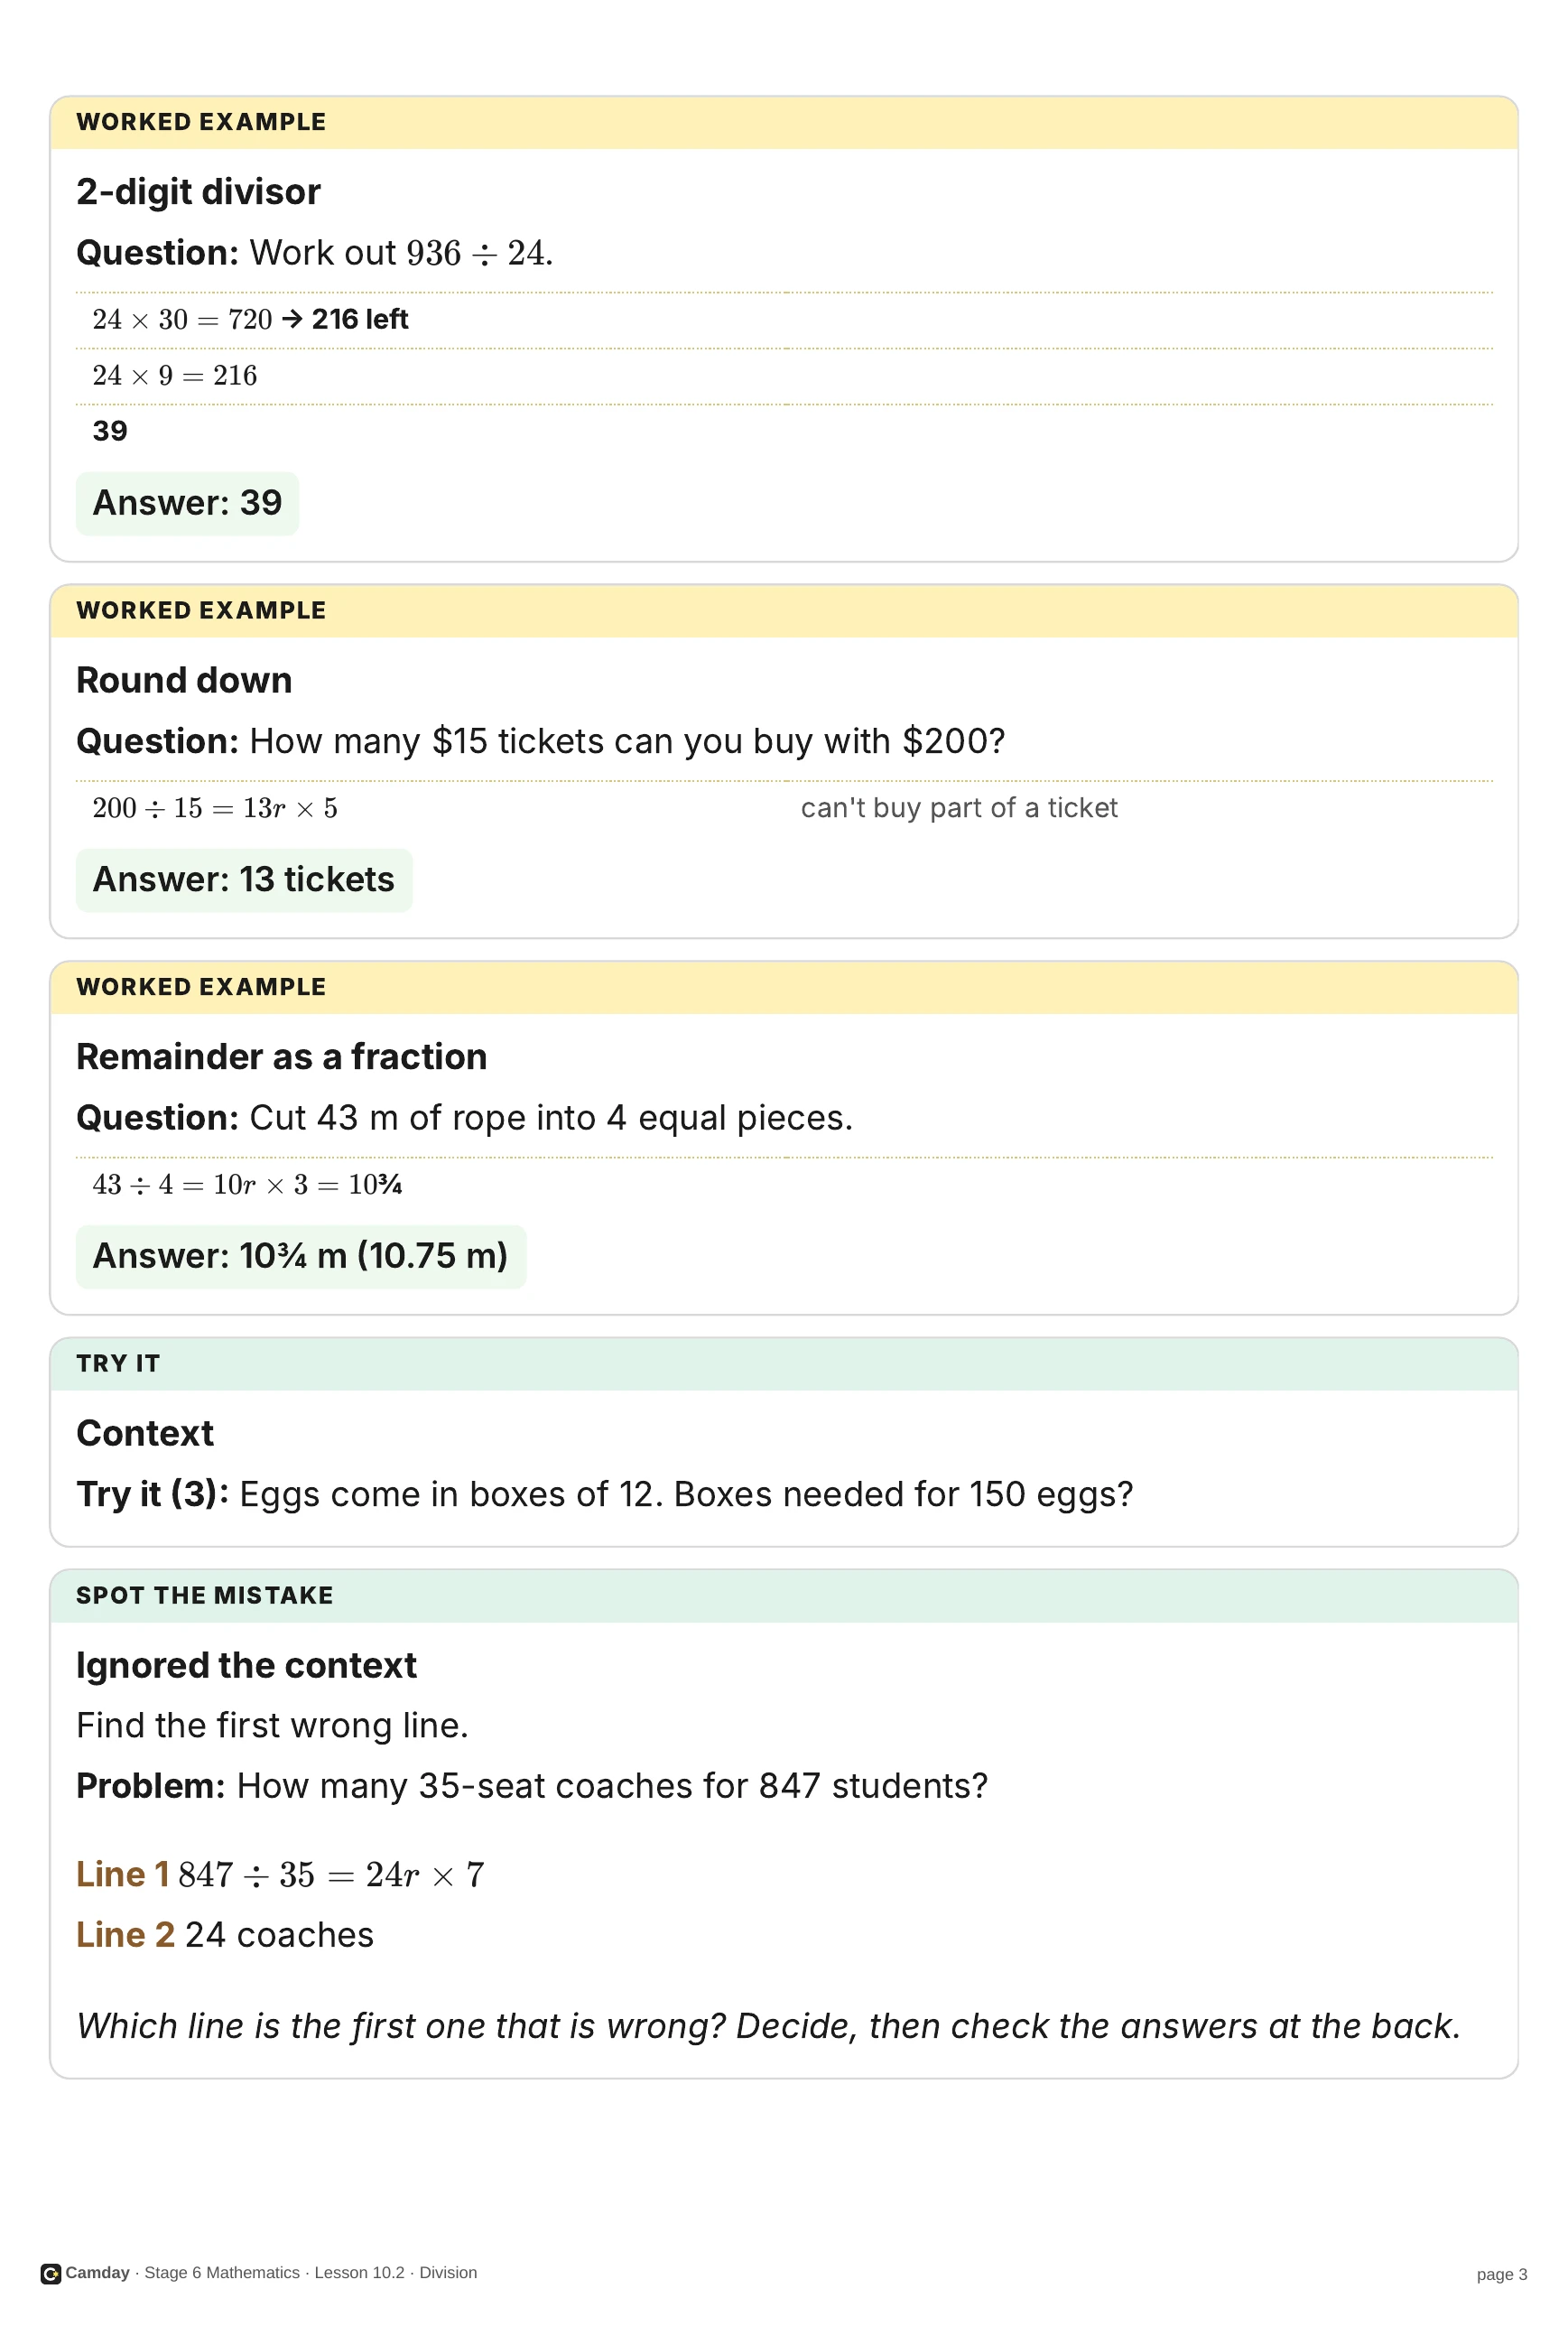 WORKED EXAMPLE
2-digit divisor
Question: Work out 936 ÷ 24.
24 × 30 = 720 → 216 left
24 × 9 = 216
39
Answer: 39
WORKED EXAMPLE
Round down
Question: How many $15 tickets can you buy with $200?
200 ÷ 15 = 13r × 5 can't buy part of a ticket
Answer: 13 tickets
WORKED EXAMPLE
Remainder as a fraction
Question: Cut 43 m of rope into 4 equal pieces.
43 ÷ 4 = 10r × 3 = 10¾
Answer: 10¾ m (10.75 m)
TRY IT
Context
Try it (3): Eggs come in boxes of 12. Boxes needed for 150 eggs?
SPOT THE MISTAKE
Ignored the context
Find the first wrong line.
Problem: How many 35-seat coaches for 847 students?
Line 1 847 ÷ 35 = 24r × 7
Line 2 24 coaches
Which line is the first one that is wrong? Decide, then check the answers at the back.
Camday · Stage 6 Mathematics · Lesson 10.2 · Division page 3